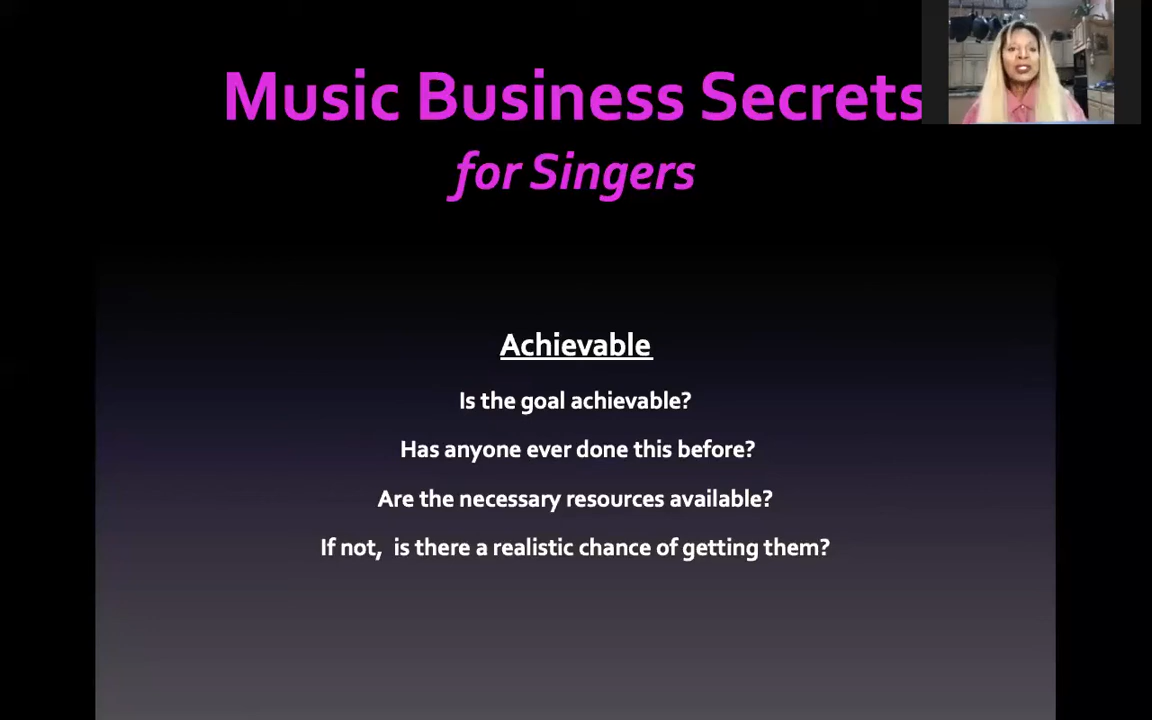 Music Business Secrets
for Singers
Achievable
Is the goal achievable?
Has anyone ever done this before?
Are the necessary resources available?
If not,  is there a realistic chance of getting them?